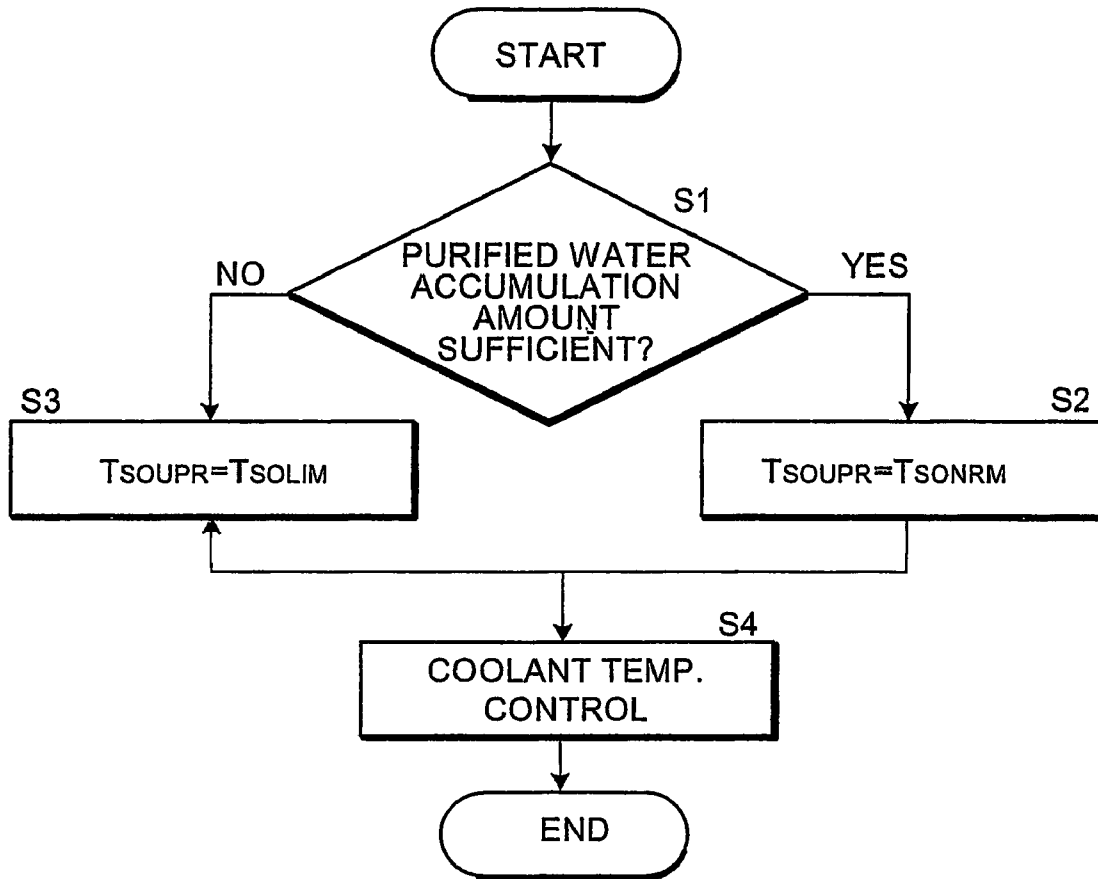 START
S1
PURIFIED WATER
ACCUMULATION
AMOUNT
SUFFICIENT?
NO
YES
S3
S2
TSOUPR=TSOLIM
TSOUPR=TSONRM
S4
COOLANT TEMP.
CONTROL
END